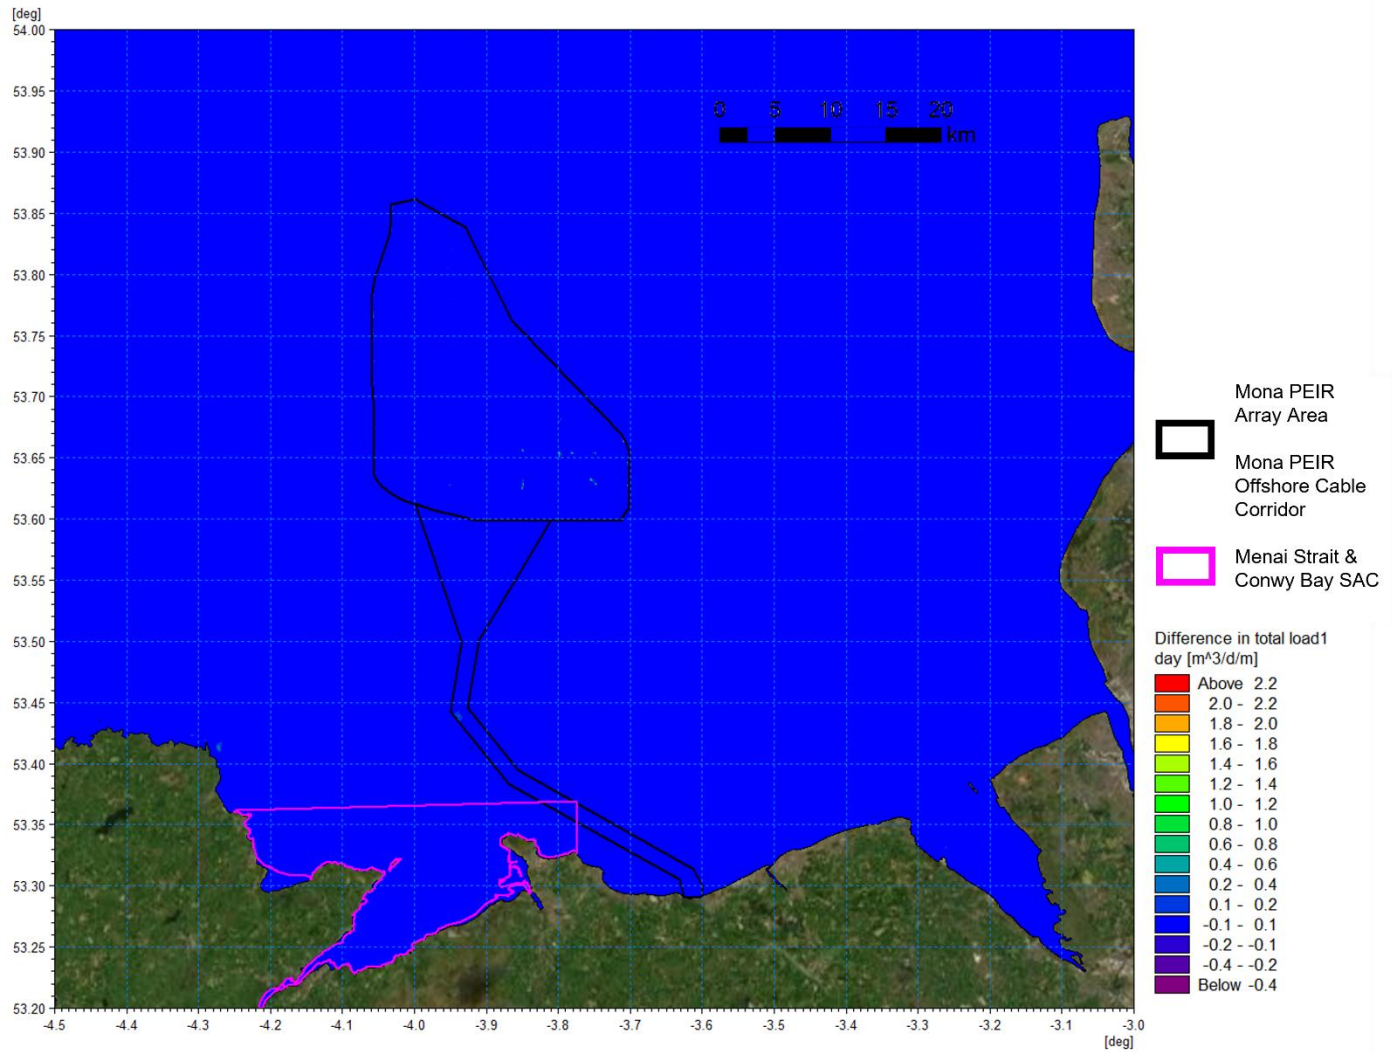 [deg]
54.00
53.95
53.90
53.85
53.80
53.75
53.70
53.65
53.60
53.55
53.50
53.45
53.40
53.35
53.30
53.25
53.20
-4.5 -4.4 -4.3 -4.2 -4.1 -4.0 -3.9 -3.8 -3.7 -3.6 -3.5 -3.4 -3.3 -3.2 -3.1 -3.0
[deg]
0 5 10 15 20
km
Mona PEIR
Array Area
Mona PEIR
Offshore Cable
Corridor
Menai Strait &
Conwy Bay SAC
Difference in total load1
day [m^3/d/m]
Above 2.2
2.0 - 2.2
1.8 - 2.0
1.6 - 1.8
1.4 - 1.6
1.2 - 1.4
1.0 - 1.2
0.8 - 1.0
0.6 - 0.8
0.4 - 0.6
0.2 - 0.4
0.1 - 0.2
-0.1 - 0.1
-0.2 - -0.1
-0.4 - -0.2
Below -0.4